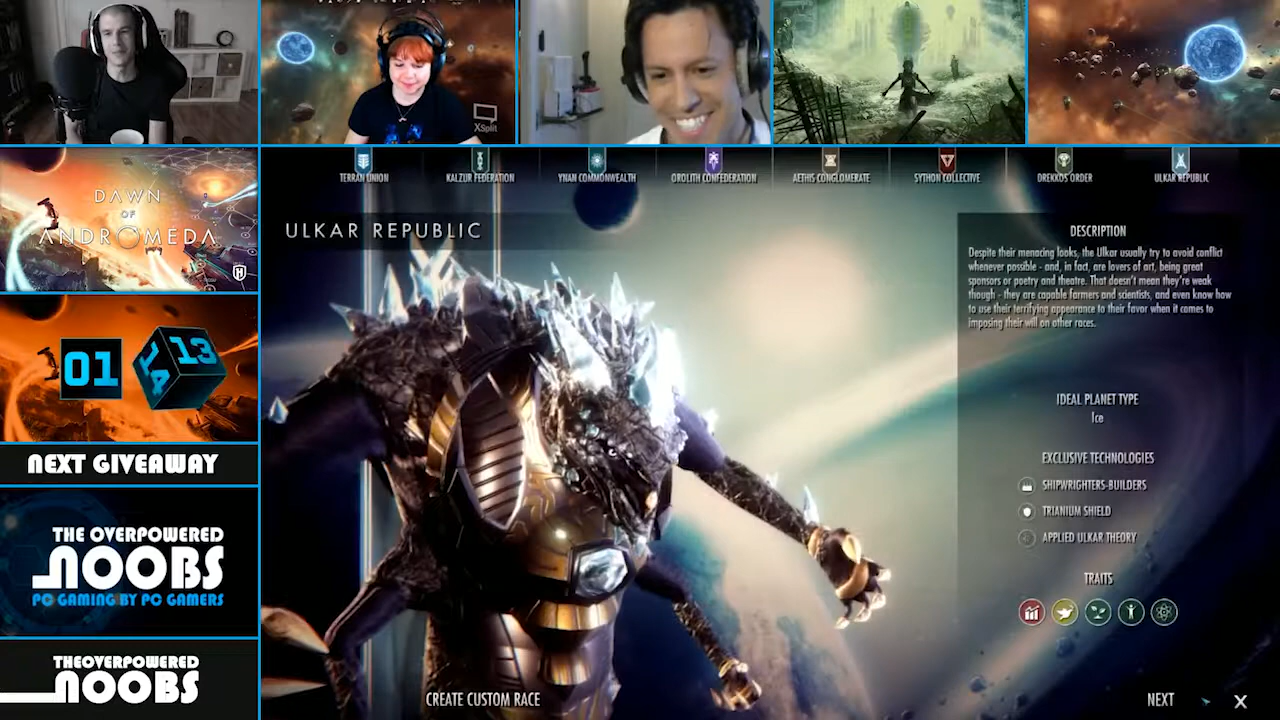 XSplit
DAWN
OF
ANDROMEDA
01
14 13
NEXT GIVEAWAY
THE OVERPOWERED
NOOBS
PC GAMING BY PC GAMERS
THEOVERPOWERED
NOOBS
TERRAN UNION
KALZUR FEDERATION
YNAN COMMONWEALTH
OROLITH CONFEDERATION
AETHIS CONGLOMERATE
SYTHON COLLECTIVE
DREKKOS ORDER
ULKAR REPUBLIC
ULKAR REPUBLIC
DESCRIPTION
Despite their menacing looks, the Ulkar usually try to avoid conflict
whenever possible - and, in fact, are lovers of art, being great
sponsors or poetry and theatre. That doesn't mean they're weak
though - they are capable farmers and scientists, and even know how
to use their terrifying appearance to their favor when it comes to
imposing their will on other races.
IDEAL PLANET TYPE
Ice
EXCLUSIVE TECHNOLOGIES
SHIPWRIGHTERS-BUILDERS
TRIANIUM SHIELD
APPLIED ULKAR THEORY
TRAITS
CREATE CUSTOM RACE
NEXT
X